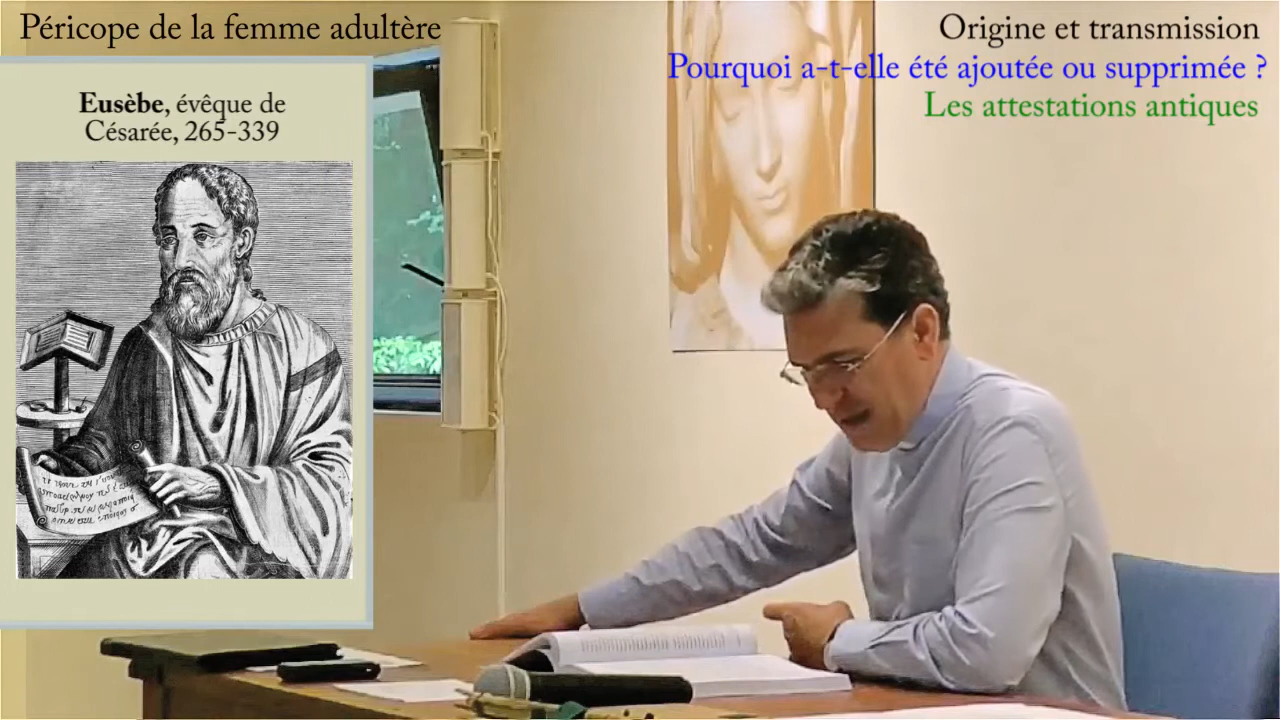 Péricope de la femme adultère
Origine et transmission
Pourquoi a-t-elle été ajoutée ou supprimée ?
Les attestations antiques
Eusèbe, évêque de
Césarée, 265-339